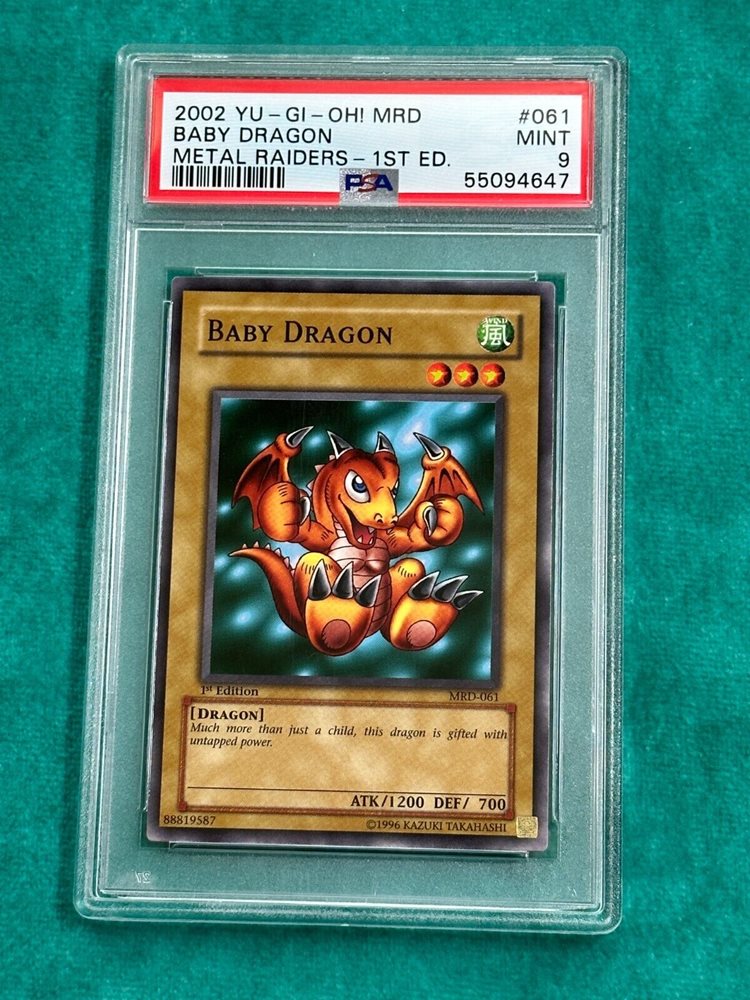 2002 YU-GI-OH! MRD #061
BABY DRAGON MINT
METAL RAIDERS-1ST ED. 9
PSA 55094647
BABY DRAGON
WIND
風
1st Edition MRD-061
[DRAGON]
Much more than just a child, this dragon is gifted with
untapped power.
ATK/1200 DEF/ 700
88819587 ©1996 KAZUKI TAKAHASHI